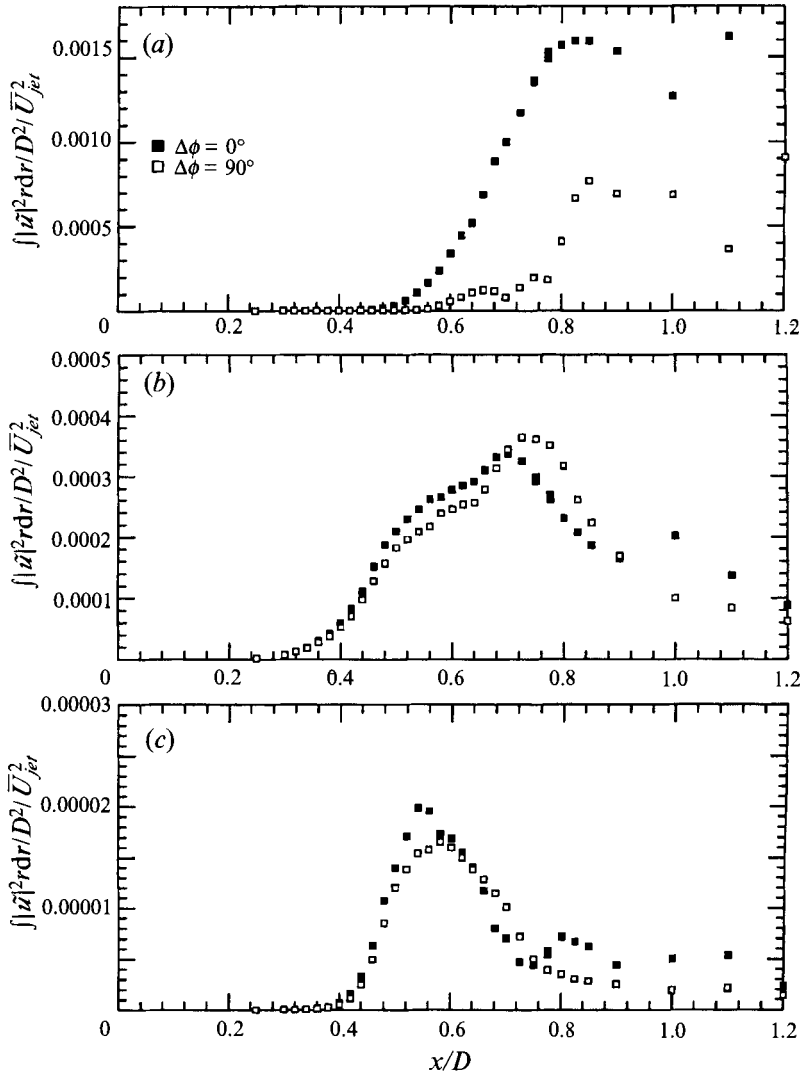 (a)
∫|ũ|²rdr/D²/Ū²jet
0.0015
0.0010
0.0005
■ Δϕ = 0°
□ Δϕ = 90°
0 0.2 0.4 0.6 0.8 1.0 1.2
(b)
∫|ũ|²rdr/D²/Ū²jet
0.0005
0.0004
0.0003
0.0002
0.0001
0 0.2 0.4 0.6 0.8 1.0 1.2
(c)
∫|ũ|²rdr/D²/Ū²jet
0.00003
0.00002
0.00001
0 0.2 0.4 0.6 0.8 1.0 1.2
x/D